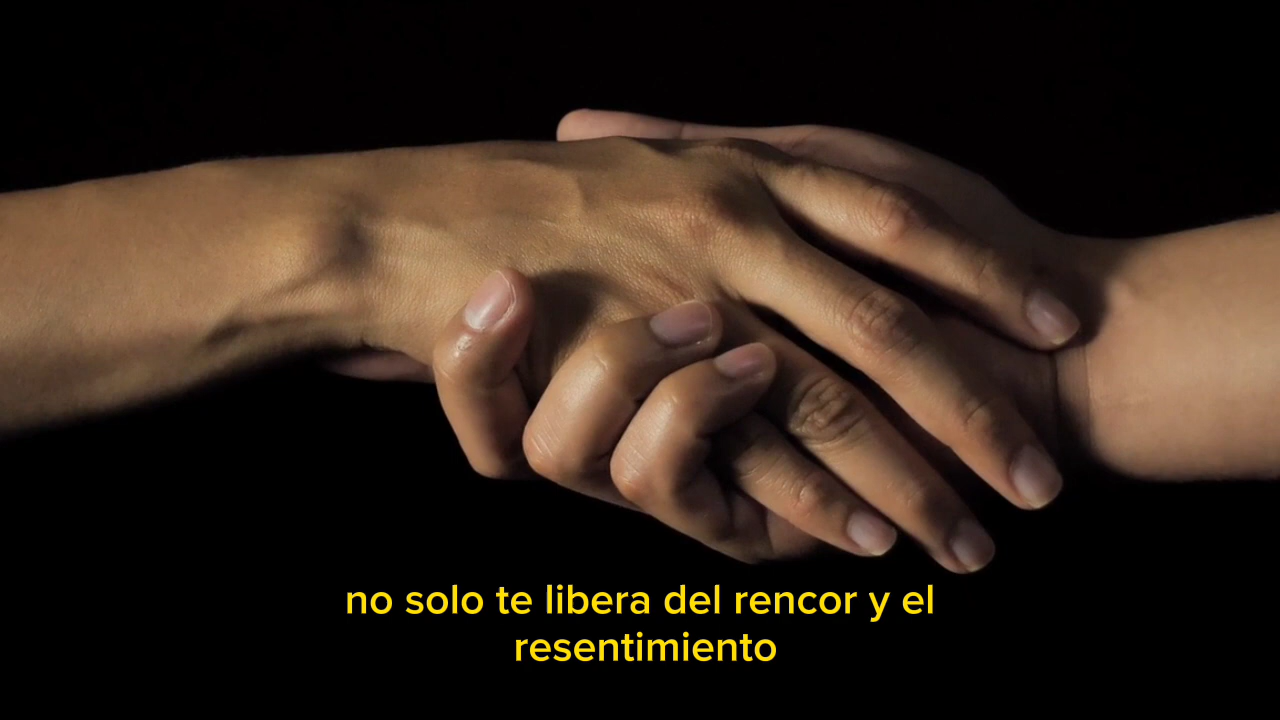 no solo te libera del rencor y el
resentimiento